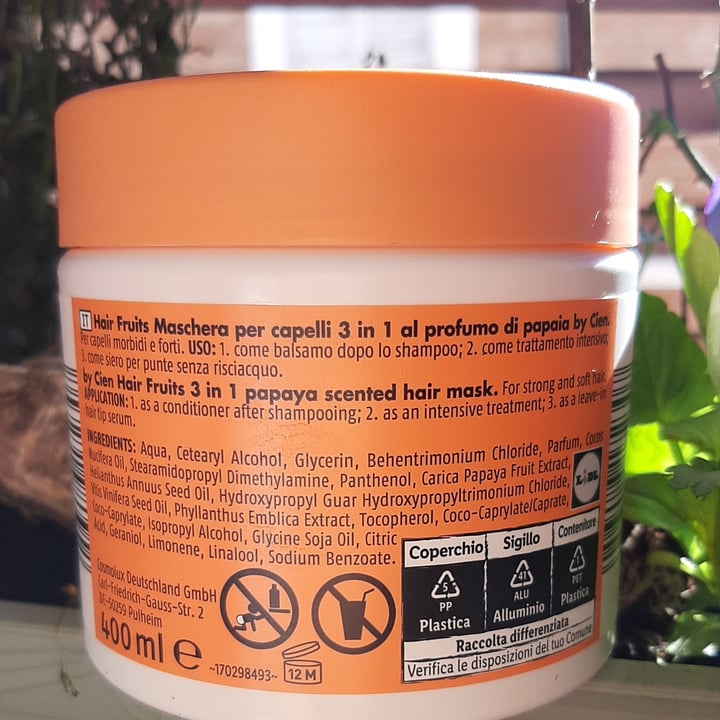 IT Hair Fruits Maschera per capelli 3 in 1 al profumo di papaia by Cien.
Per capelli morbidi e forti. USO: 1. come balsamo dopo lo shampoo; 2. come trattamento intensivo;
3. come siero per punte senza risciacquo.
by Cien Hair Fruits 3 in 1 papaya scented hair mask. For strong and soft hair.
APPLICATION: 1. as a conditioner after shampooing; 2. as an intensive treatment; 3. as a leave-in
hair tip serum.
INGREDIENTS: Aqua, Cetearyl Alcohol, Glycerin, Behentrimonium Chloride, Parfum, Cocos
Nucifera Oil, Stearamidopropyl Dimethylamine, Panthenol, Carica Papaya Fruit Extract,
Helianthus Annuus Seed Oil, Hydroxypropyl Guar Hydroxypropyltrimonium Chloride,
Vitis Vinifera Seed Oil, Phyllanthus Emblica Extract, Tocopherol, Coco-Caprylate/Caprate,
Coco-Caprylate, Isopropyl Alcohol, Glycine Soja Oil, Citric
Acid, Geraniol, Limonene, Linalool, Sodium Benzoate.
LIDL
Cosmolux Deutschland GmbH
Carl-Friedrich-Gauss-Str. 2
DE-50259 Pulheim
400 ml e
~170298493~
12 M
Coperchio Sigillo Contenitore
5 41 1
PP ALU PET
Plastica Alluminio Plastica
Raccolta differenziata
Verifica le disposizioni del tuo Comune